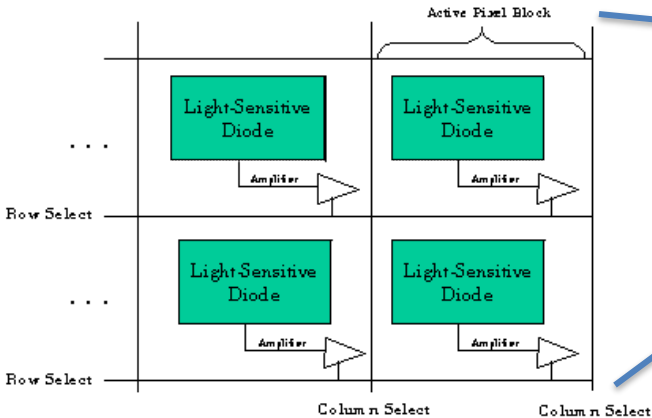 Active Pixel Block
Light-Sensitive
Diode
Light-Sensitive
Diode
. . .
Amplifier
Amplifier
Row Select
Light-Sensitive
Diode
Light-Sensitive
Diode
. . .
Amplifier
Amplifier
Row Select
Column Select
Column Select